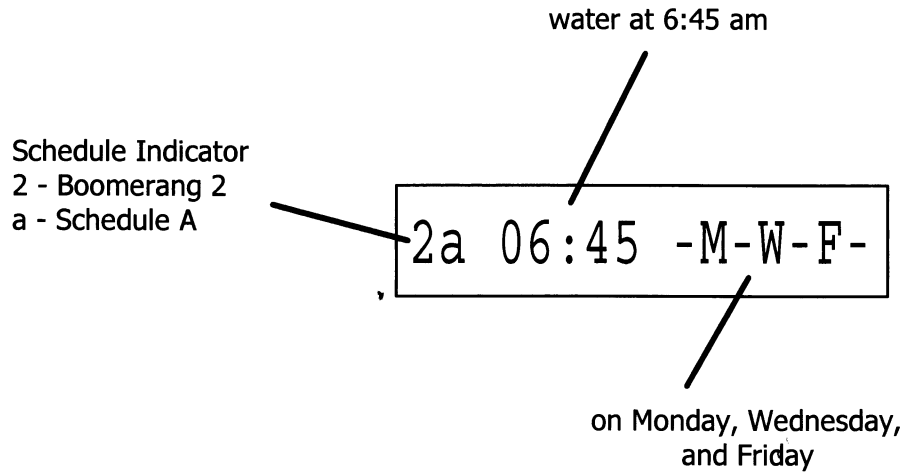 water at 6:45 am
Schedule Indicator
2 - Boomerang 2
a - Schedule A
2a 06:45 -M-W-F-
on Monday, Wednesday,
and Friday